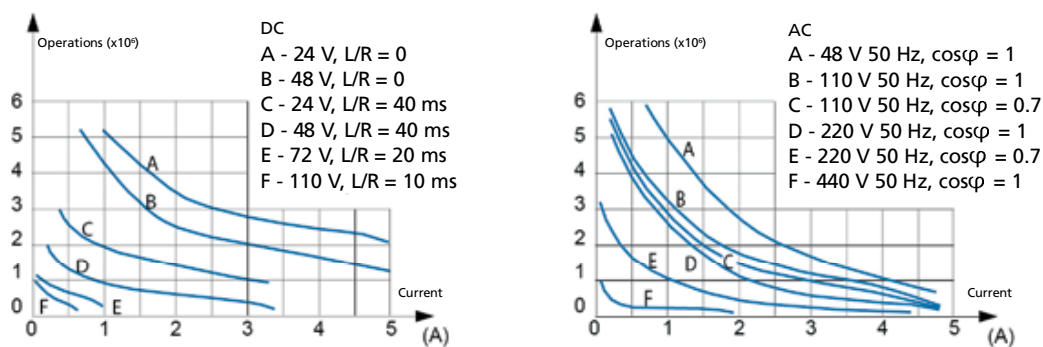 DC
Operations (x10⁶)
A - 24 V, L/R = 0
B - 48 V, L/R = 0
C - 24 V, L/R = 40 ms
D - 48 V, L/R = 40 ms
E - 72 V, L/R = 20 ms
F - 110 V, L/R = 10 ms
6
5
4
3
2
1
0
A
B
C
D
E
F
Current
0 1 2 3 4 5
(A)
AC
Operations (x10⁶)
A - 48 V 50 Hz, cosφ = 1
B - 110 V 50 Hz, cosφ = 1
C - 110 V 50 Hz, cosφ = 0.7
D - 220 V 50 Hz, cosφ = 1
E - 220 V 50 Hz, cosφ = 0.7
F - 440 V 50 Hz, cosφ = 1
6
5
4
3
2
1
0
A
B
E D C
F
Current
0 1 2 3 4 5
(A)